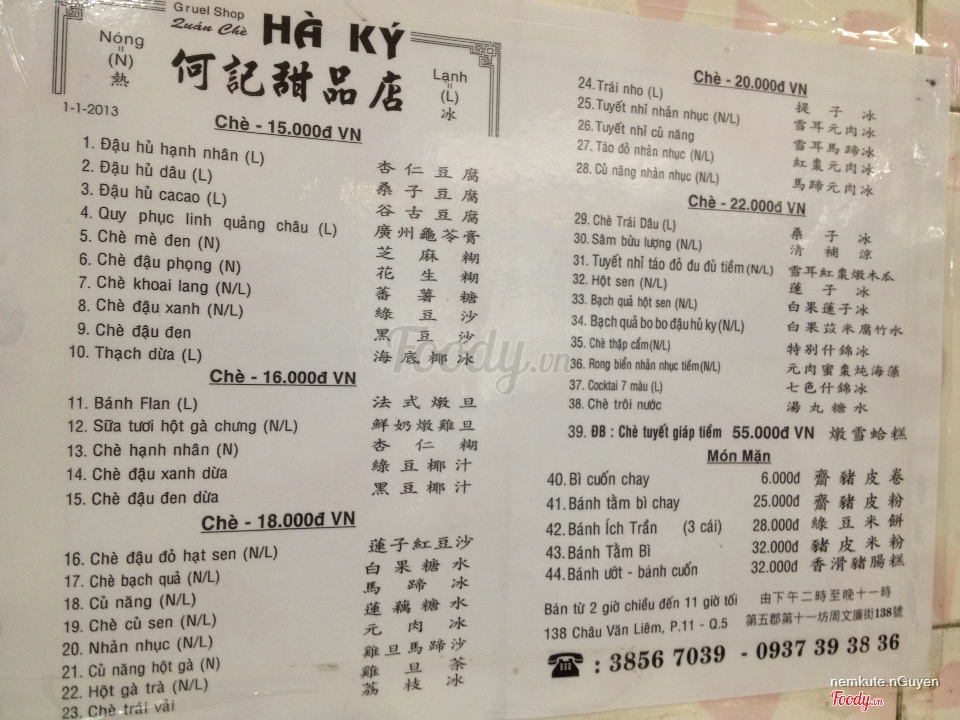 Gruel Shop
Quán Chè HÀ KÝ
何記甜品店
Nóng
=
(N)
熱
Lạnh
=
(L)
冰
1-1-2013
Chè - 15.000đ VN
1. Đậu hủ hạnh nhân (L) 杏仁豆腐
2. Đậu hủ dâu (L) 桑子豆腐
3. Đậu hủ cacao (L) 谷古豆腐
4. Quy phục linh quảng châu (L) 廣州龜苓膏
5. Chè mè đen (N) 芝麻糊
6. Chè đậu phọng (N) 花生糊
7. Chè khoai lang (N/L) 蕃薯糖
8. Chè đậu xanh (N/L) 綠豆沙
9. Chè đậu đen 黑豆沙
10. Thạch dừa (L) 海底椰冰
Chè - 16.000đ VN
11. Bánh Flan (L) 法式燉旦
12. Sữa tươi hột gà chưng (N/L) 鮮奶燉雞旦
13. Chè hạnh nhân (N) 杏仁糊
14. Chè đậu xanh dừa 綠豆椰汁
15. Chè đậu đen dừa 黑豆椰汁
Chè - 18.000đ VN
16. Chè đậu đỏ hạt sen (N/L) 蓮子紅豆沙
17. Chè bạch quả (N/L) 白果糖水
18. Củ năng (N/L) 馬蹄冰
19. Chè củ sen (N/L) 蓮藕糖水
20. Nhản nhục (N/L) 元肉冰
21. Củ năng hột gà (N) 雞旦馬蹄沙
22. Hột gà trà (N/L) 雞旦茶
23. Chè trái vải 荔枝冰
Chè - 20.000đ VN
24. Trái nho (L) 提子冰
25. Tuyết nhỉ nhản nhục (N/L) 雪耳元肉冰
26. Tuyết nhỉ củ năng 雪耳馬蹄冰
27. Táo đỏ nhản nhục (N/L) 紅棗元肉冰
28. Củ năng nhản nhục (N/L) 馬蹄元肉冰
Chè - 22.000đ VN
29. Chè Trái Dâu (L) 桑子冰
30. Sâm bửu lượng (N/L) 清補涼
31. Tuyết nhỉ táo đỏ đu đủ tiềm (N/L) 雪耳紅棗燉木瓜
32. Hột sen (N/L) 蓮子冰
33. Bạch quả hột sen (N/L) 白果蓮子冰
34. Bạch quả bo bo đậu hủ ky (N/L) 白果苡米腐竹水
35. Chè thập cẩm (N/L) 特別什錦冰
36. Rong biển nhản nhục tiềm (N/L) 元肉蜜棗炖海藻
37. Cocktai 7 màu (L) 七色什錦冰
38. Chè trôi nước 湯丸糖水
39. ĐB : Chè tuyết giáp tiềm 55.000đ VN 燉雪蛤糕
Món Mặn
40. Bì cuốn chay 6.000đ 齋豬皮卷
41. Bánh tằm bì chay 25.000đ 齋豬皮粉
42. Bánh Ích Trần (3 cái) 28.000đ 綠豆米餅
43. Bánh Tằm Bì 32.000đ 豬皮米粉
44. Bánh ướt - bánh cuốn 32.000đ 香滑豬腸糕
Bán từ 2 giờ chiều đến 11 giờ tối 由下午二時至晚十一時
138 Châu Văn Liêm, P.11 - Q.5 第五郡第十一坊周文廉街138號
☎ : 3856 7039 - 0937 39 38 36
Foody.vn
nemkute.nGuyen
Foody.vn